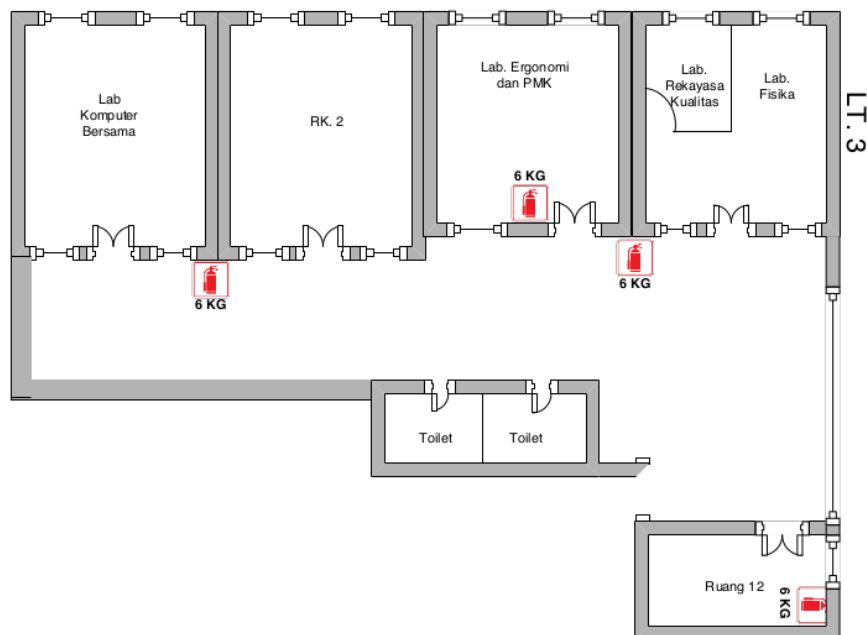 Lab
Komputer
Bersama
RK. 2
Lab. Ergonomi
dan PMK
Lab.
Rekayasa
Kualitas
Lab.
Fisika
LT. 3
6 KG
6 KG
6 KG
Toilet
Toilet
Ruang 12
6 KG